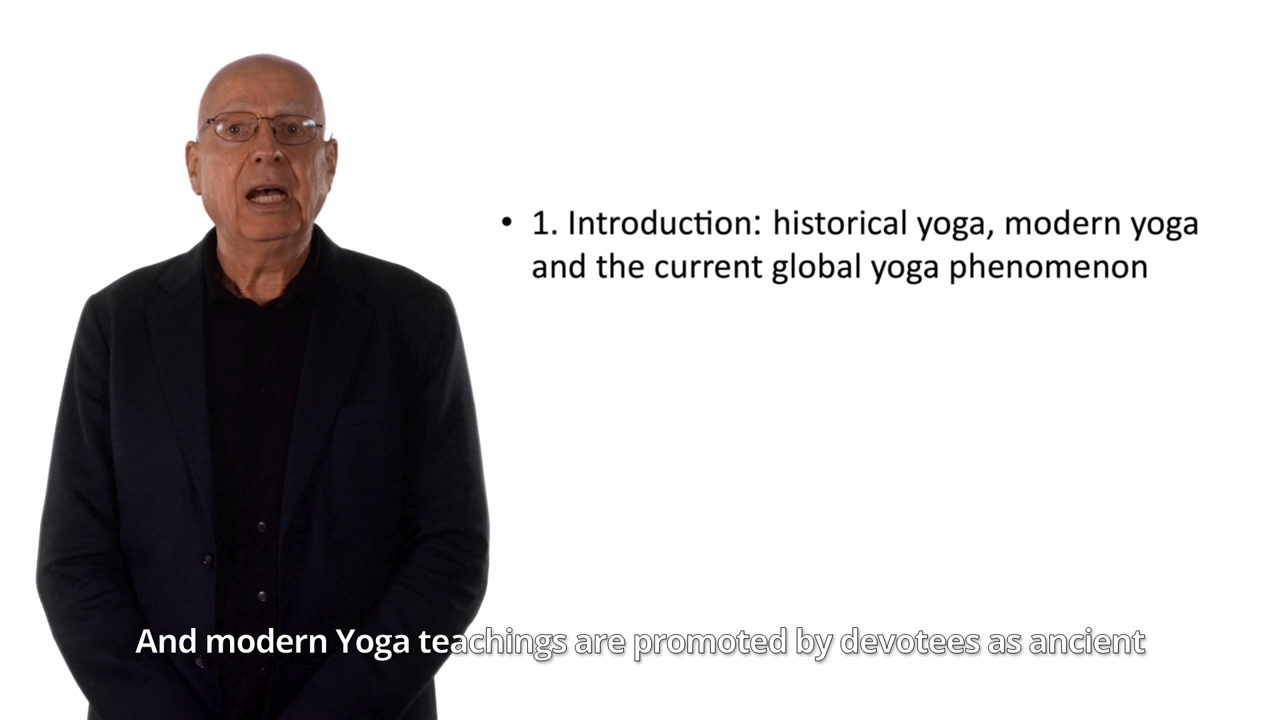 • 1. Introduction: historical yoga, modern yoga
and the current global yoga phenomenon
And modern Yoga teachings are promoted by devotees as ancient